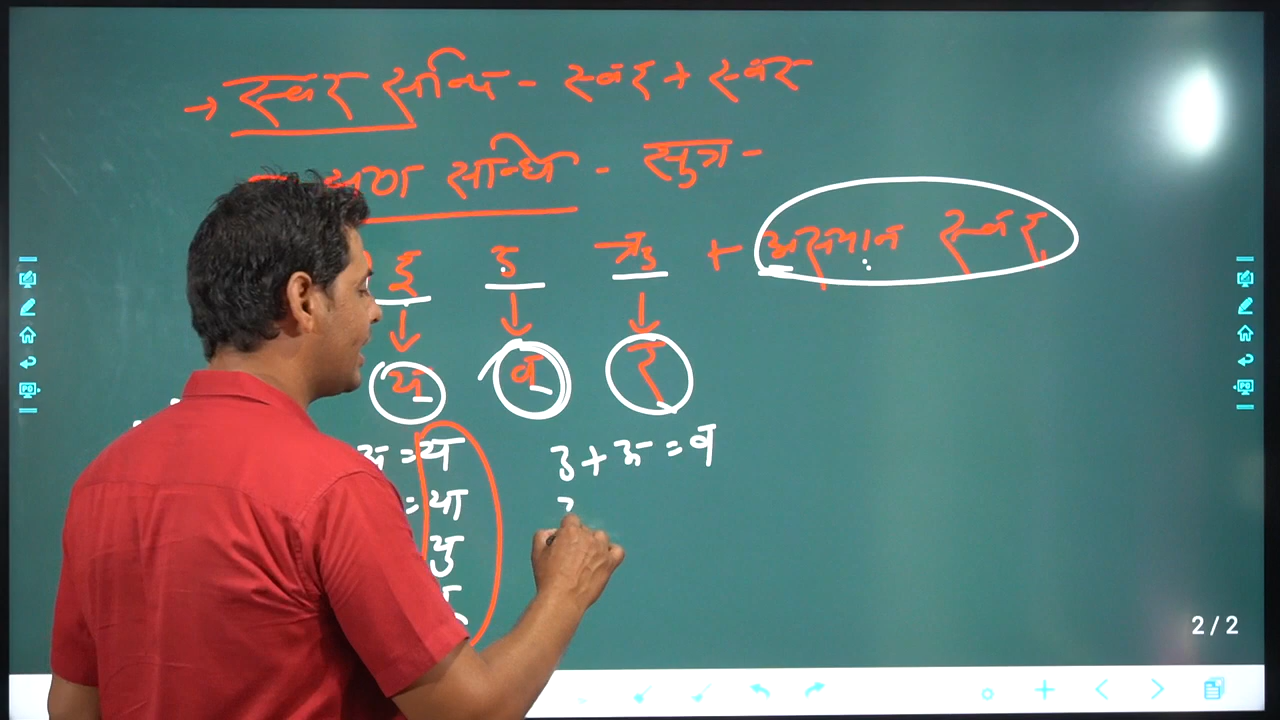 → स्वर सन्धि - स्वर + स्वर
यण सन्धि - सुत्र -
इ उ ऋ + असमान स्वर
↓ ↓ ↓
य व र
अ = य उ + अ = व
= या
यु
2 / 2